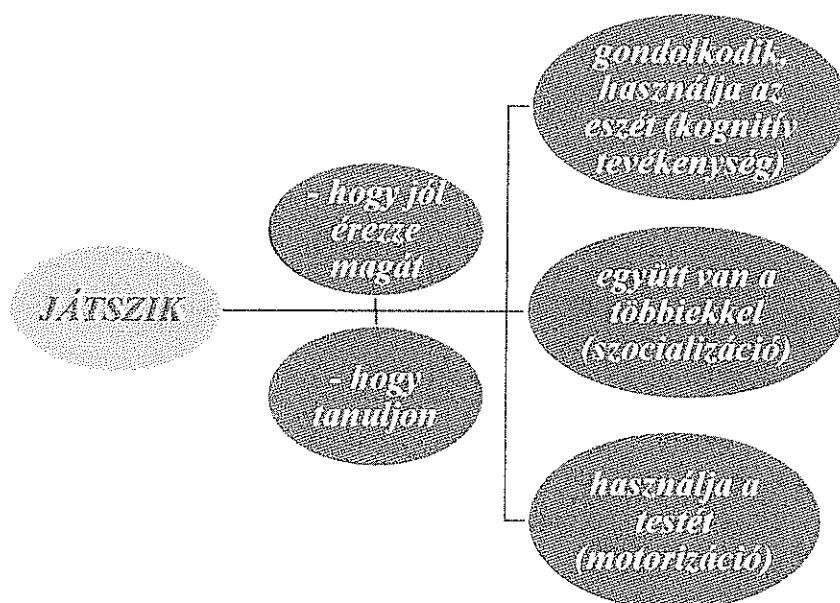 JÁTSZIK
- hogy jól
érezze
magát
- hogy
tanuljon
gondolkodik,
használja az
eszét (kognitív
tevékenység)
együtt van a
többiekkel
(szocializáció)
használja a
testét
(motorizáció)